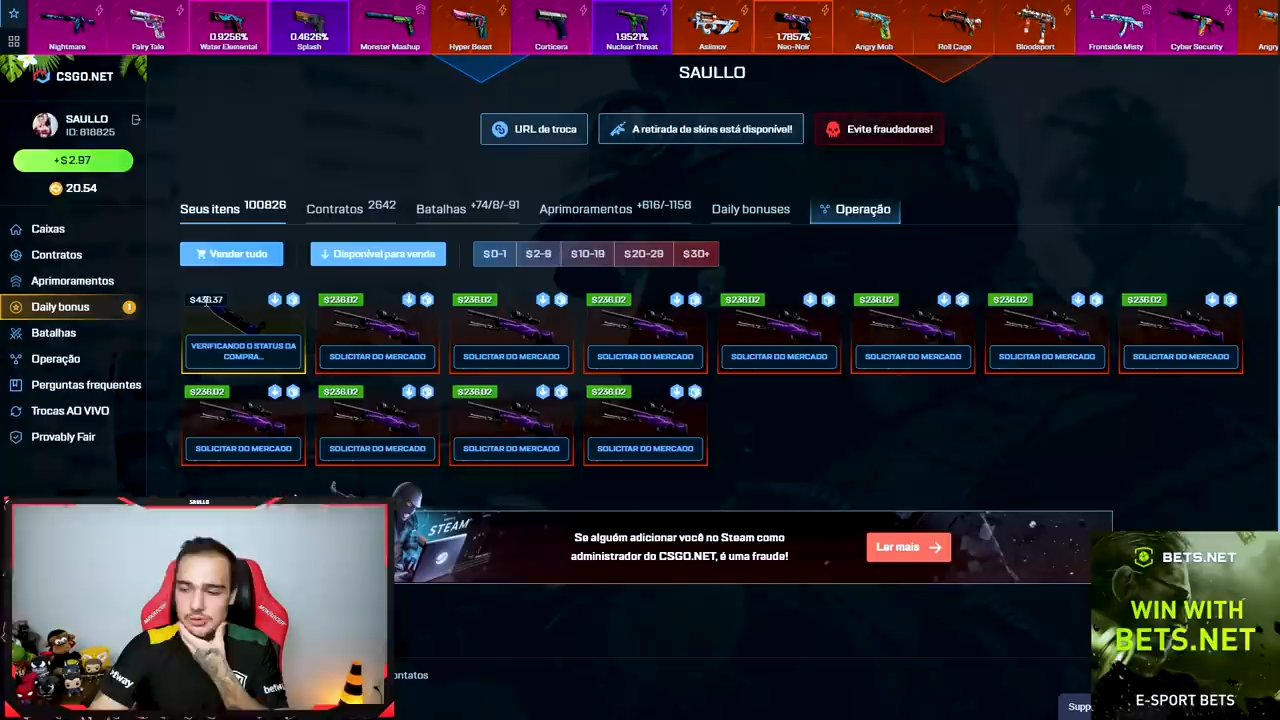 0.9256%
0.4626%
1.9521%
1.7857%
Nightmare
Fairy Tale
Water Elemental
Splash
Monster Mashup
Hyper Beast
Corticera
Nuclear Threat
Asiimov
Neo-Noir
Angry Mob
Roll Cage
Bloodsport
Frontside Misty
Cyber Security
Angry
CSGO.NET
SAULLO
ID: 818825
+$2.97
20.54
Caixas
Contratos
Aprimoramentos
Daily bonus
1
Batalhas
Operação
Perguntas frequentes
Trocas AO VIVO
Provably Fair
SAULLO
URL de troca
A retirada de skins está disponível!
Evite fraudadores!
Seus itens 100826
Contratos 2642
Batalhas +74/8/-91
Aprimoramentos +616/-1158
Daily bonuses
Operação
Vender tudo
Disponível para venda
$0-1
$2-9
$10-19
$20-29
$30+
$236.02
$236.02
$236.02
$236.02
$236.02
$236.02
$236.02
VERIFICANDO O STATUS DA
COMPRA...
SOLICITAR DO MERCADO
SOLICITAR DO MERCADO
SOLICITAR DO MERCADO
SOLICITAR DO MERCADO
SOLICITAR DO MERCADO
SOLICITAR DO MERCADO
SOLICITAR DO MERCADO
$236.02
$236.02
$236.02
$236.02
SOLICITAR DO MERCADO
SOLICITAR DO MERCADO
SOLICITAR DO MERCADO
SOLICITAR DO MERCADO
SAULLO
STEAM
Se alguém adicionar você no Steam como
administrador do CSGO.NET, é uma fraude!
Ler mais
ontatos
Supp
BETS.NET
WIN WITH
BETS.NET
E-SPORT BETS
betway